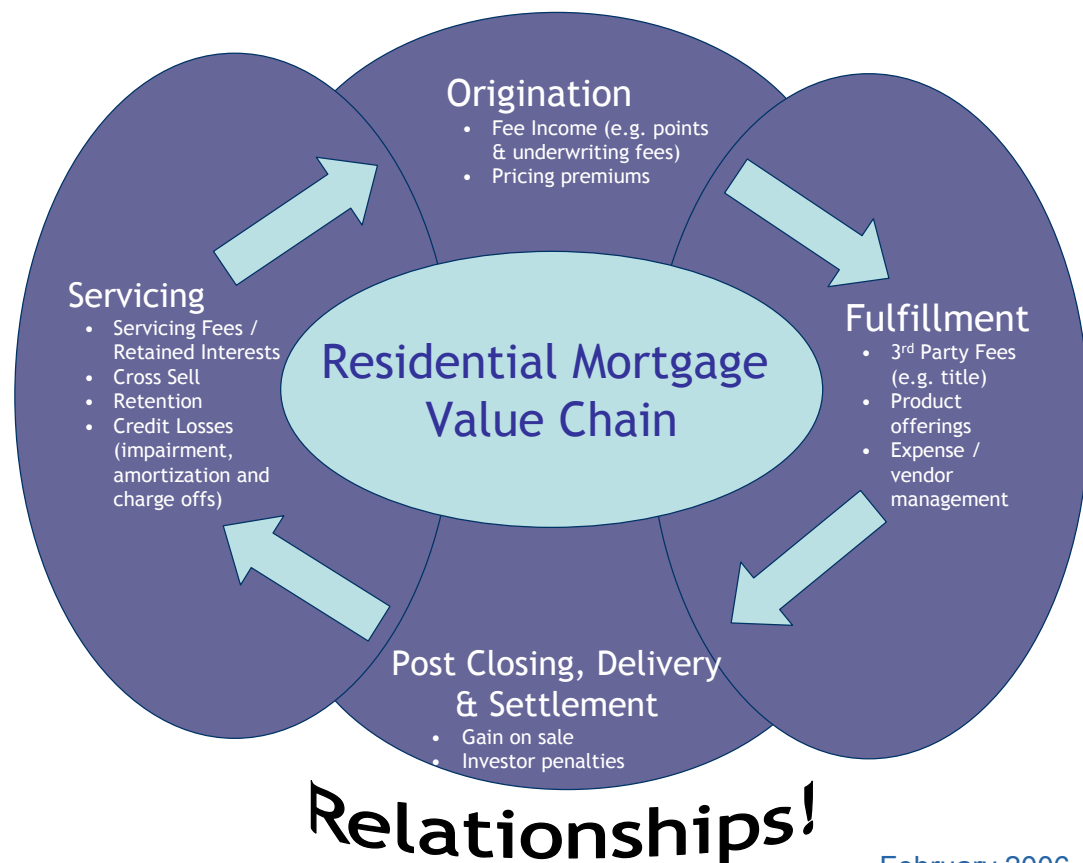 Origination
• Fee Income (e.g. points
& underwriting fees)
• Pricing premiums
Servicing
• Servicing Fees /
Retained Interests
• Cross Sell
• Retention
• Credit Losses
(impairment,
amortization and
charge offs)
Residential Mortgage
Value Chain
Fulfillment
• 3rd Party Fees
(e.g. title)
• Product
offerings
• Expense /
vendor
management
Post Closing, Delivery
& Settlement
• Gain on sale
• Investor penalties
Relationships!
February 2006